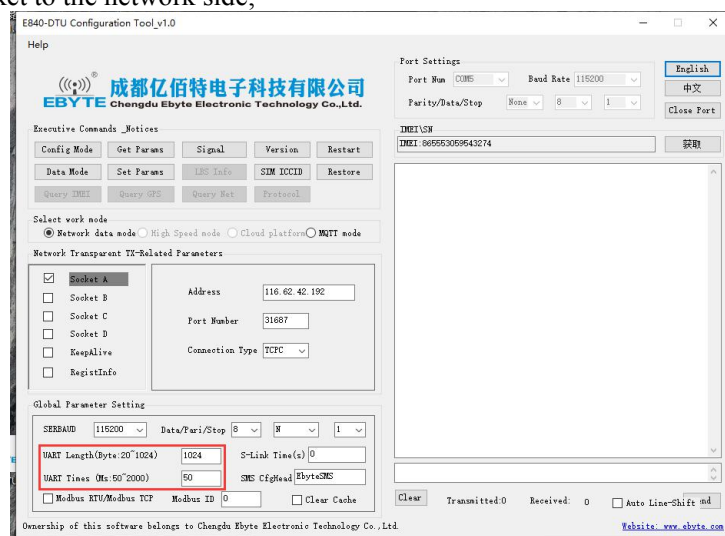 ket to the network side;
E840-DTU Configuration Tool_v1.0
Help
成都亿佰特电子科技有限公司
EBYTE Chengdu Ebyte Electronic Technology Co.,Ltd.
®
Executive Commands _Notices
Config Mode Get Params Signal Version Restart
Data Mode Set Params LBS Info SIM ICCID Restore
Query IMEI Query GPS Query Net Protocol
Select work mode
Network data mode High Speed mode Cloud platform MQTT mode
Network Transparent TX-Related Parameters
Socket A
Socket B
Socket C
Socket D
KeepAlive
RegistInfo
Address 116.62.42.192
Port Number 31687
Connection Type TCPC
Global Parameter Setting
SERBAUD 115200 Data/Pari/Stop 8 N 1
UART Length(Byte:20~1024) 1024 S-Link Time(s) 0
UART Times (Ms:50~2000) 50 SMS CfgHead EbyteSMS
Modbus RTU/Modbus TCP Modbus ID 0 Clear Cache
Port Settings
Port Num COM5 Baud Rate 115200
Parity/Data/Stop None 8 1
English
中文
Close Port
IMEI\SN
IMEI:865553059543274 获取
Clear Transmitted:0 Received: 0 Auto Line-Shift nd
Ownership of this software belongs to Chengdu Ebyte Electronic Technology Co., Ltd. Website: www.ebyte.com